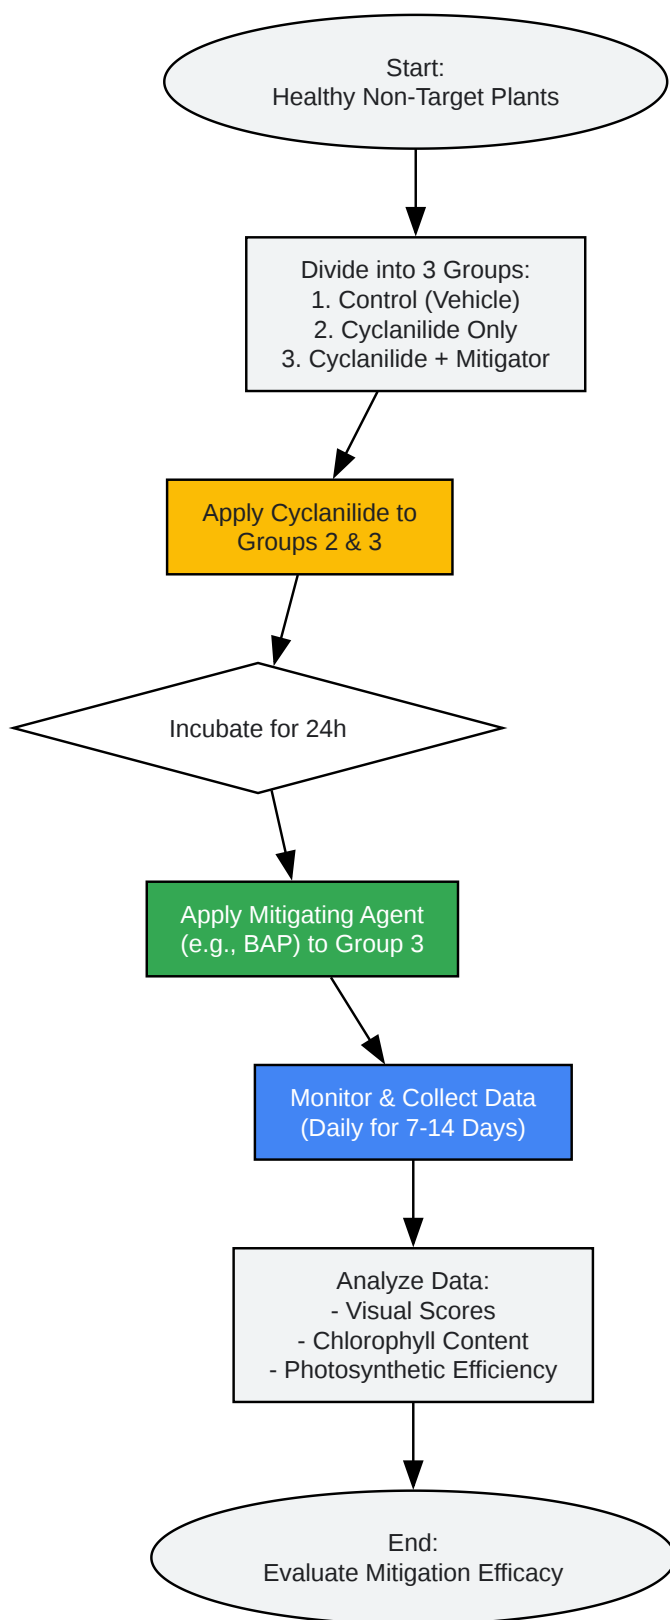 Start:
Healthy Non-Target Plants
Divide into 3 Groups:
1. Control (Vehicle)
2. Cyclanilide Only
3. Cyclanilide + Mitigator
Apply Cyclanilide to
Groups 2 & 3
Incubate for 24h
Apply Mitigating Agent
(e.g., BAP) to Group 3
Monitor & Collect Data
(Daily for 7-14 Days)
Analyze Data:
- Visual Scores
- Chlorophyll Content
- Photosynthetic Efficiency
End:
Evaluate Mitigation Efficacy